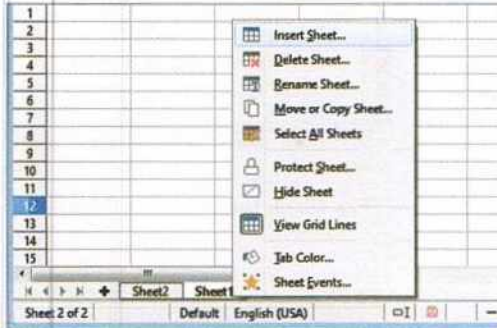 1
2
3
4
5
6
7
8
9
10
11
12
13
14
15
Insert Sheet...
Delete Sheet...
Rename Sheet...
Move or Copy Sheet...
Select All Sheets
Protect Sheet...
Hide Sheet
View Grid Lines
Tab Color...
Sheet Events...
Sheet2 Sheet1
Sheet 2 of 2 Default English (USA)